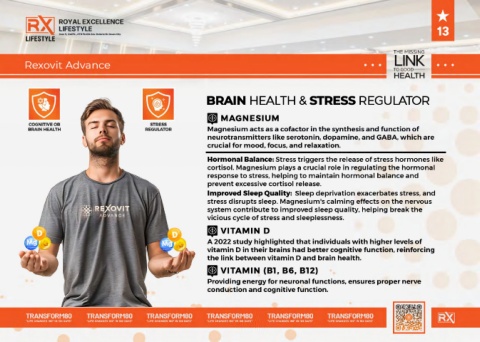 RX
LIFESTYLE
ROYAL EXCELLENCE
LIFESTYLE
★
13
Rexovit Advance
THE MISSING
LINK
TO GOOD
HEALTH
COGNITIVE OR
BRAIN HEALTH
STRESS
REGULATOR
BRAIN HEALTH & STRESS REGULATOR
MAGNESIUM
Magnesium acts as a cofactor in the synthesis and function of
neurotransmitters like serotonin, dopamine, and GABA, which are
crucial for mood, focus, and relaxation.
Hormonal Balance: Stress triggers the release of stress hormones like
cortisol. Magnesium plays a crucial role in regulating the hormonal
response to stress, helping to maintain hormonal balance and
prevent excessive cortisol release.
Improved Sleep Quality: Sleep deprivation exacerbates stress, and
stress disrupts sleep. Magnesium's calming effects on the nervous
system contribute to improved sleep quality, helping break the
vicious cycle of stress and sleeplessness.
VITAMIN D
A 2022 study highlighted that individuals with higher levels of
vitamin D in their brains had better cognitive function, reinforcing
the link between vitamin D and brain health.
VITAMIN (B1, B6, B12)
Providing energy for neuronal functions, ensures proper nerve
conduction and cognitive function.
REXOVIT
ADVANCE
D
Mg
D
Mg
TRANSFORM80
TRANSFORM80
TRANSFORM80
TRANSFORM80
TRANSFORM80
TRANSFORM80
RX